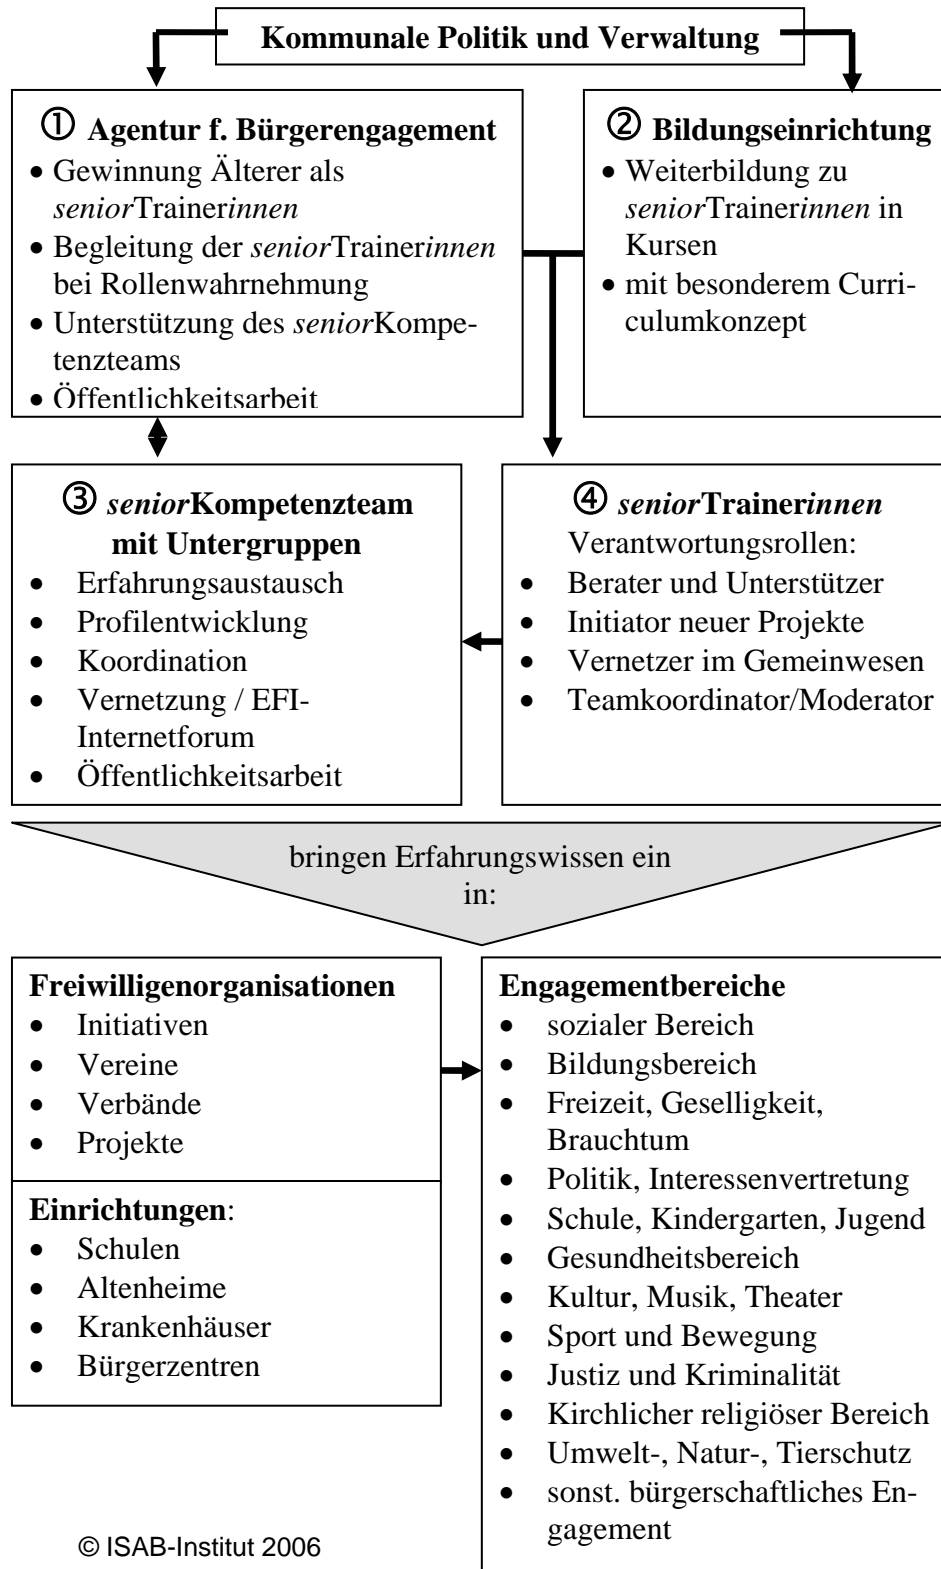 Kommunale Politik und Verwaltung
① Agentur f. Bürgerengagement
• Gewinnung Älterer als
seniorTrainerinnen
• Begleitung der seniorTrainerinnen
bei Rollenwahrnehmung
• Unterstützung des seniorKompe-
tenzteams
• Öffentlichkeitsarbeit
② Bildungseinrichtung
• Weiterbildung zu
seniorTrainerinnen in
Kursen
• mit besonderem Curri-
culumkonzept
③ seniorKompetenzteam
mit Untergruppen
• Erfahrungsaustausch
• Profilentwicklung
• Koordination
• Vernetzung / EFI-
Internetforum
• Öffentlichkeitsarbeit
④ seniorTrainerinnen
Verantwortungsrollen:
• Berater und Unterstützer
• Initiator neuer Projekte
• Vernetzer im Gemeinwesen
• Teamkoordinator/Moderator
bringen Erfahrungswissen ein
in:
Freiwilligenorganisationen
• Initiativen
• Vereine
• Verbände
• Projekte
Einrichtungen:
• Schulen
• Altenheime
• Krankenhäuser
• Bürgerzentren
Engagementbereiche
• sozialer Bereich
• Bildungsbereich
• Freizeit, Geselligkeit,
Brauchtum
• Politik, Interessenvertretung
• Schule, Kindergarten, Jugend
• Gesundheitsbereich
• Kultur, Musik, Theater
• Sport und Bewegung
• Justiz und Kriminalität
• Kirchlicher religiöser Bereich
• Umwelt-, Natur-, Tierschutz
• sonst. bürgerschaftliches En-
gagement
© ISAB-Institut 2006